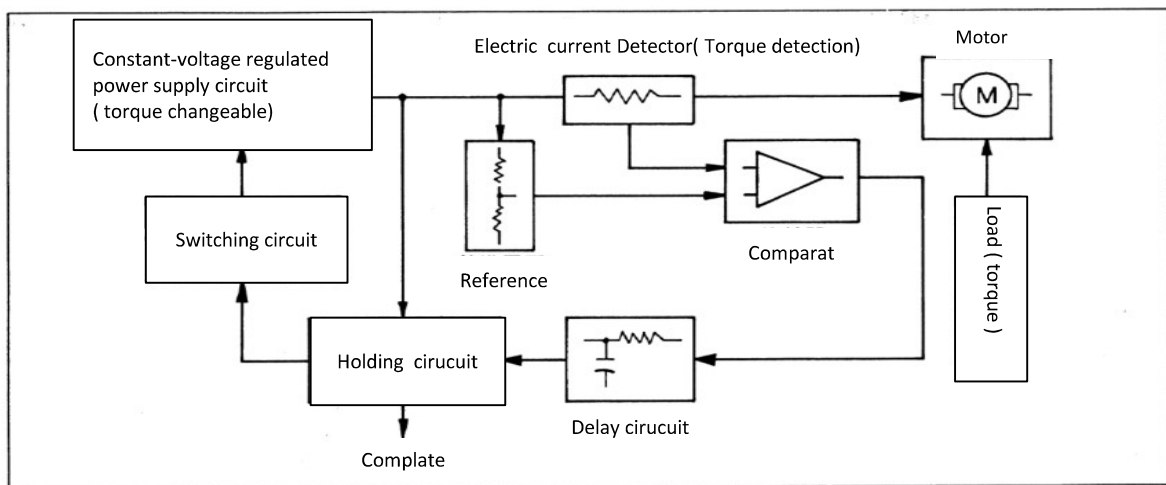 Constant-voltage regulated
power supply circuit
( torque changeable)
Electric current Detector( Torque detection)
Motor
M
Switching circuit
Reference
Comparat
Load ( torque )
Holding cirucuit
Delay cirucuit
Complate